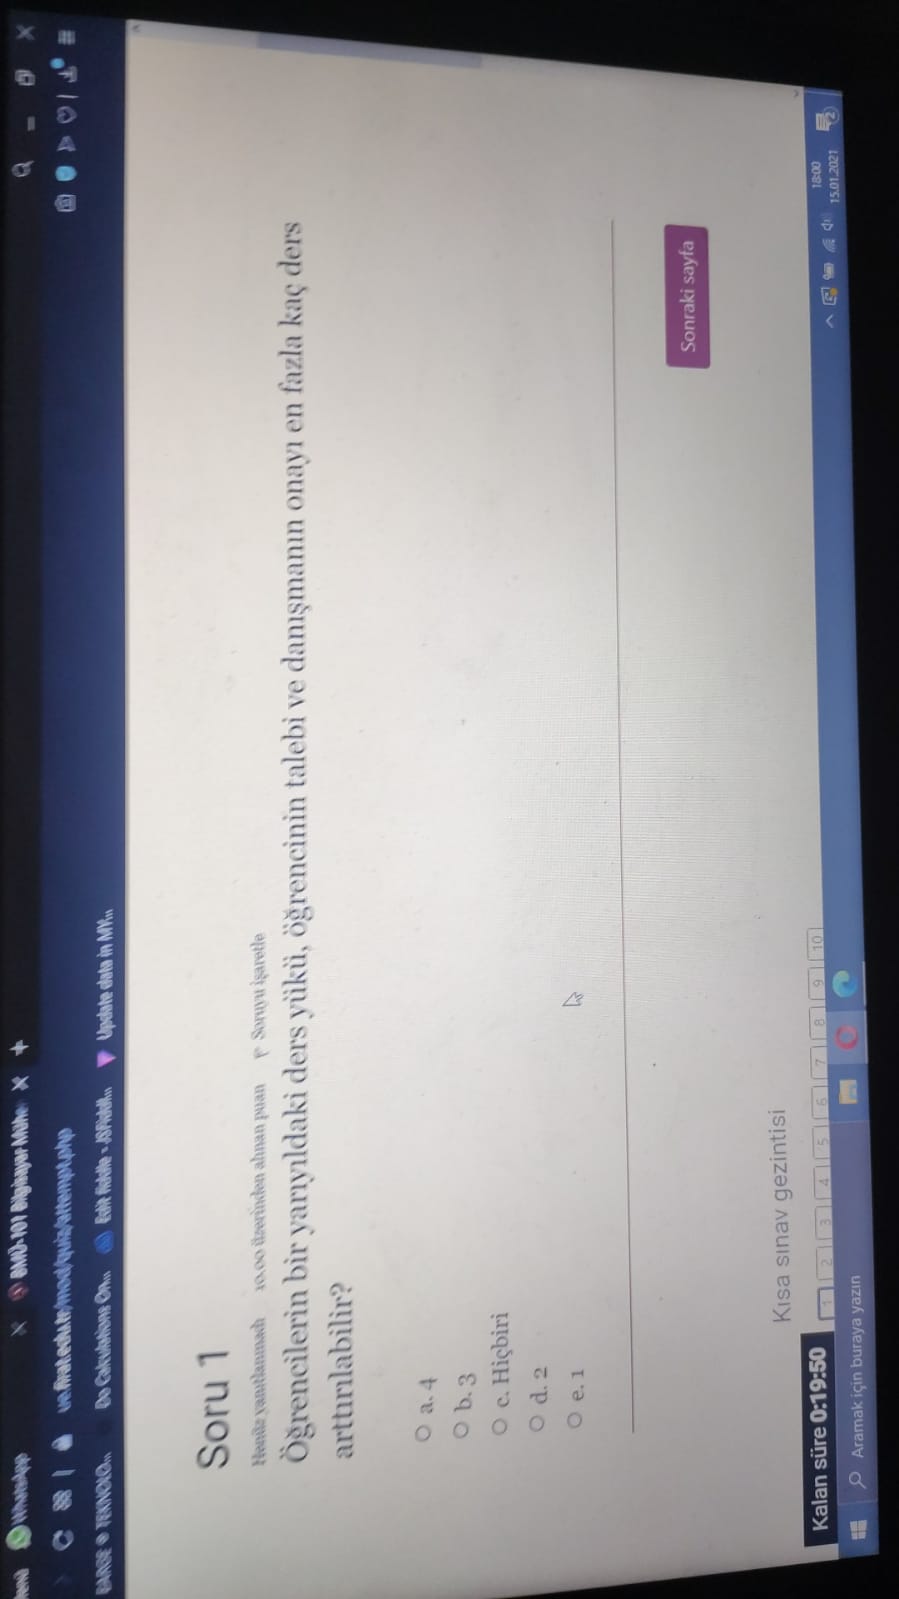 WhatsApp
BMÜ-101 Bilgisayar Mühe
un.firat.edu.tr/mod/quiz/attempt.php
EARGE
TEKNOLO...
Do Calculations On...
Edit fiddle - JSFiddl...
Update data in MY...
Soru 1
Henüz yanıtlanmadı 10,00 üzerinden alınan puan Soruyu işaretle
Öğrencilerin bir yarıyıldaki ders yükü, öğrencinin talebi ve danışmanın onayı en fazla kaç ders
arttırılabilir?
a. 4
b. 3
c. Hiçbiri
d. 2
e. 1
Sonraki sayfa
Kısa sınav gezintisi
1 2 3 4 5 6 7 8 9 10
Kalan süre 0:19:50
Aramak için buraya yazın
18:00
15.01.2021
2